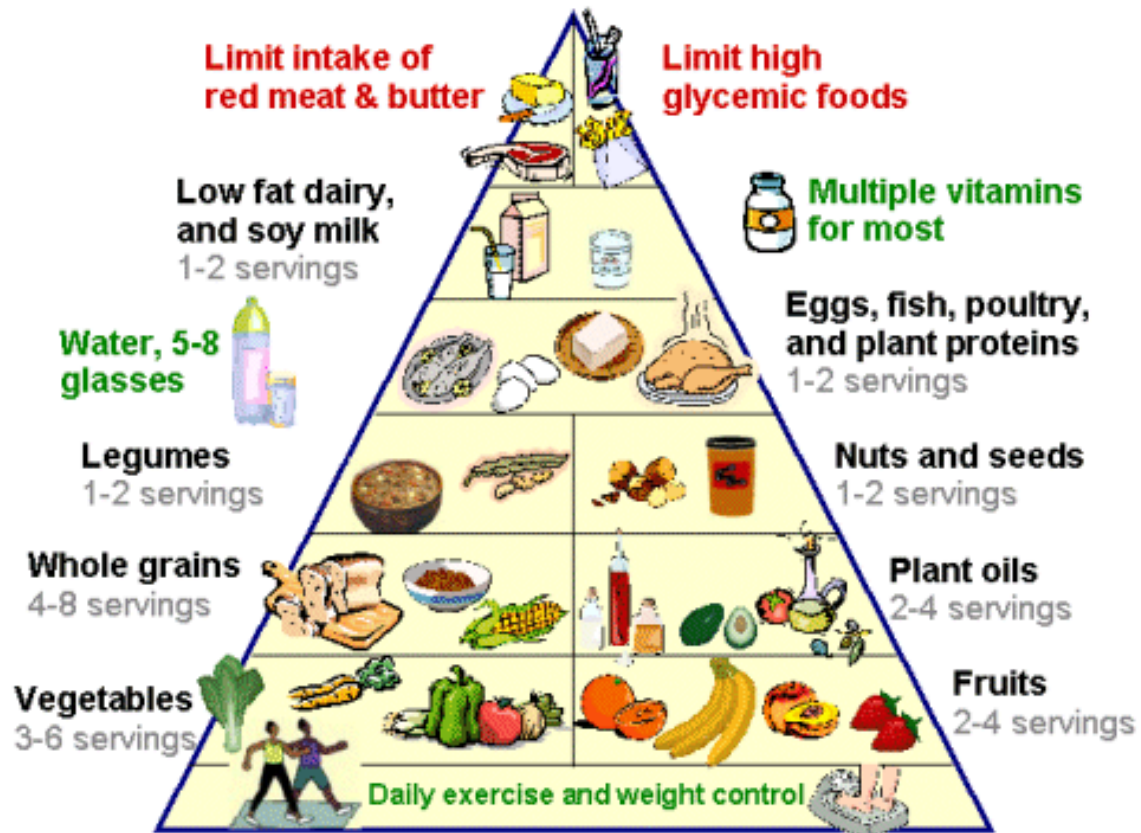 Limit intake of
red meat & butter
Limit high
glycemic foods
Low fat dairy,
and soy milk
1-2 servings
Multiple vitamins
for most
Water, 5-8
glasses
Eggs, fish, poultry,
and plant proteins
1-2 servings
Legumes
1-2 servings
Nuts and seeds
1-2 servings
Whole grains
4-8 servings
Plant oils
2-4 servings
Vegetables
3-6 servings
Fruits
2-4 servings
Daily exercise and weight control